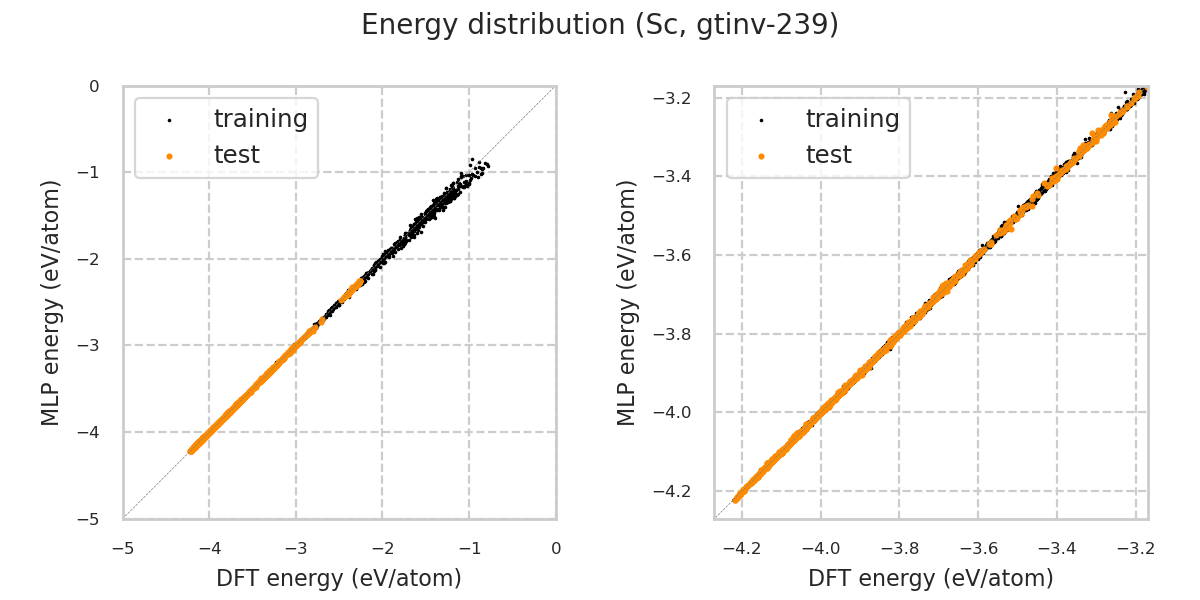 Energy distribution (Sc, gtinv-239)
training
test
0
−1
−2
−3
−4
−5
−5
−4
−3
−2
−1
0
MLP energy (eV/atom)
DFT energy (eV/atom)
training
test
−3.2
−3.4
−3.6
−3.8
−4.0
−4.2
−4.2
−4.0
−3.8
−3.6
−3.4
−3.2
MLP energy (eV/atom)
DFT energy (eV/atom)